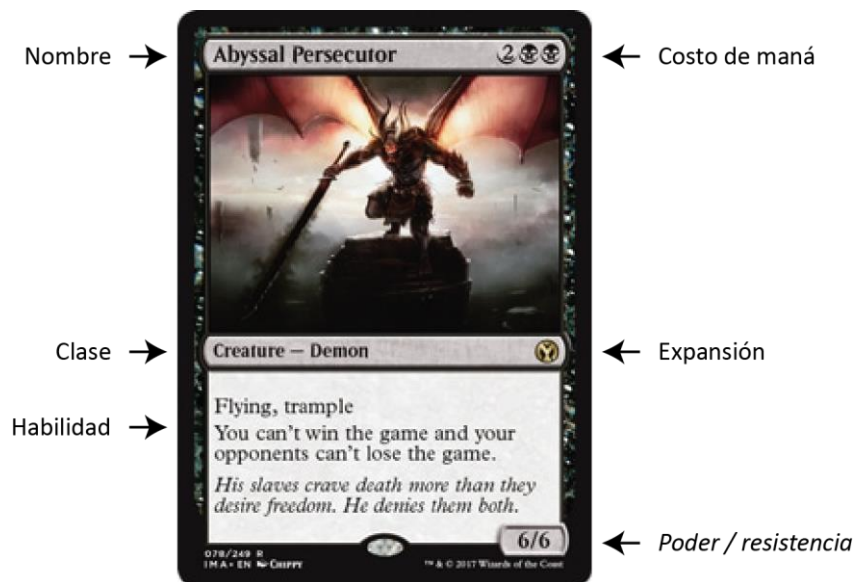 Nombre
Abyssal Persecutor
2
Costo de maná
Clase
Creature — Demon
Expansión
Habilidad
Flying, trample
You can't win the game and your
opponents can't lose the game.
His slaves crave death more than they
desire freedom. He denies them both.
6/6
Poder / resistencia
078/249 R
IMA • EN Chippy
™ & © 2017 Wizards of the Coast